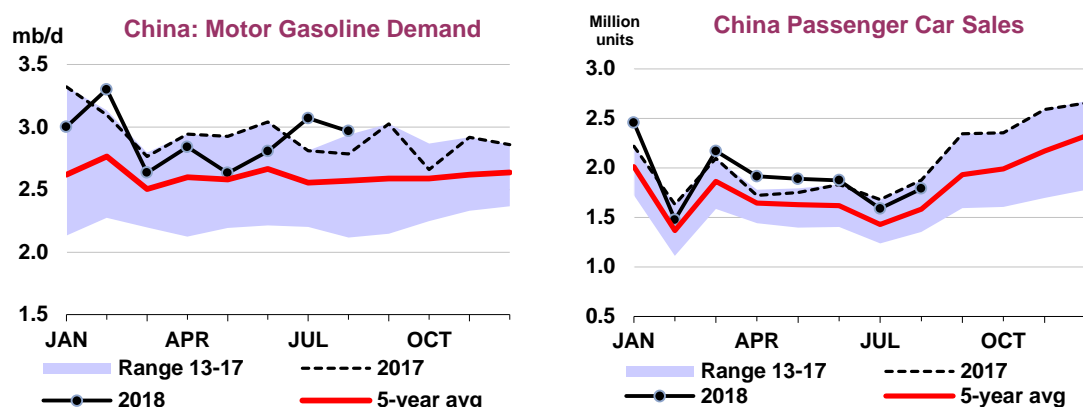 China: Motor Gasoline Demand
mb/d
3.5
3.0
2.5
2.0
1.5
JAN
APR
JUL
OCT
Range 13-17
2017
2018
5-year avg
China Passenger Car Sales
Million
units
3.0
2.5
2.0
1.5
1.0
0.5
JAN
APR
JUL
OCT
Range 13-17
2017
2018
5-year avg